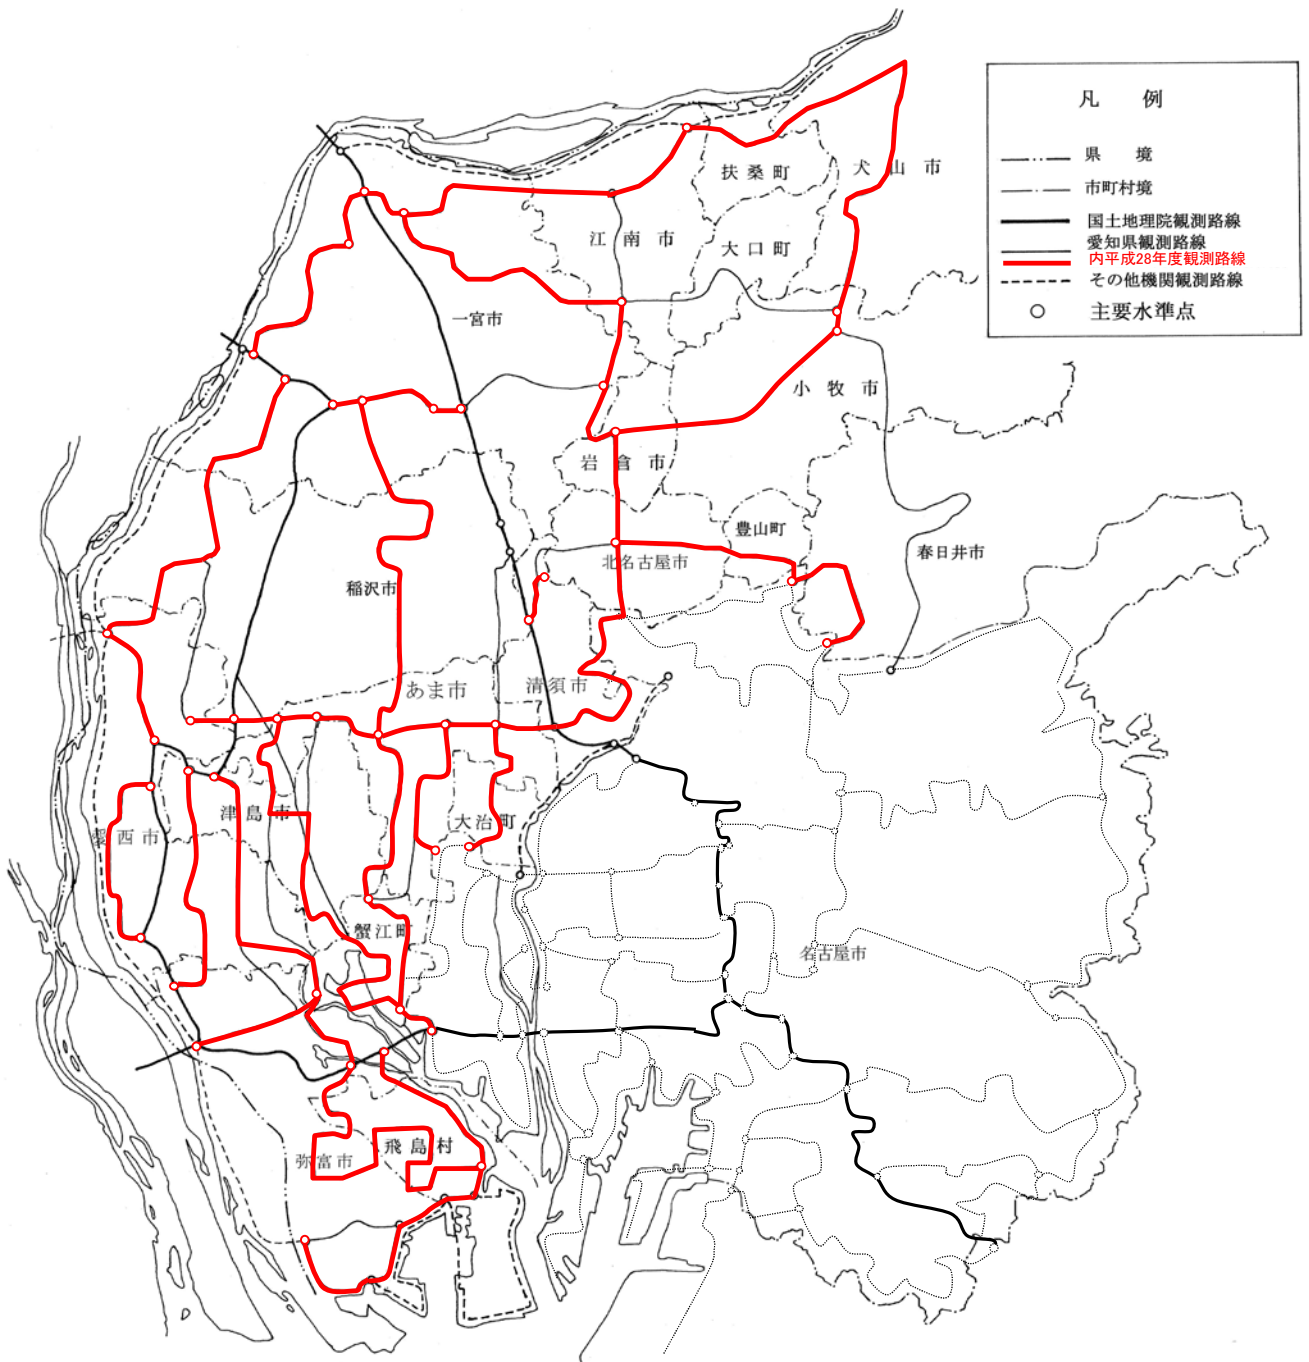 凡 例
県 境
市町村境
国土地理院観測路線
愛知県観測路線
内平成28年度観測路線
その他機関観測路線
主要水準点
扶桑町
犬山市
江南市
大口町
一宮市
小牧市
岩倉市
豊山町
春日井市
北名古屋市
稲沢市
あま市
清須市
津島市
大治町
愛西市
蟹江町
名古屋市
飛島村
弥富市